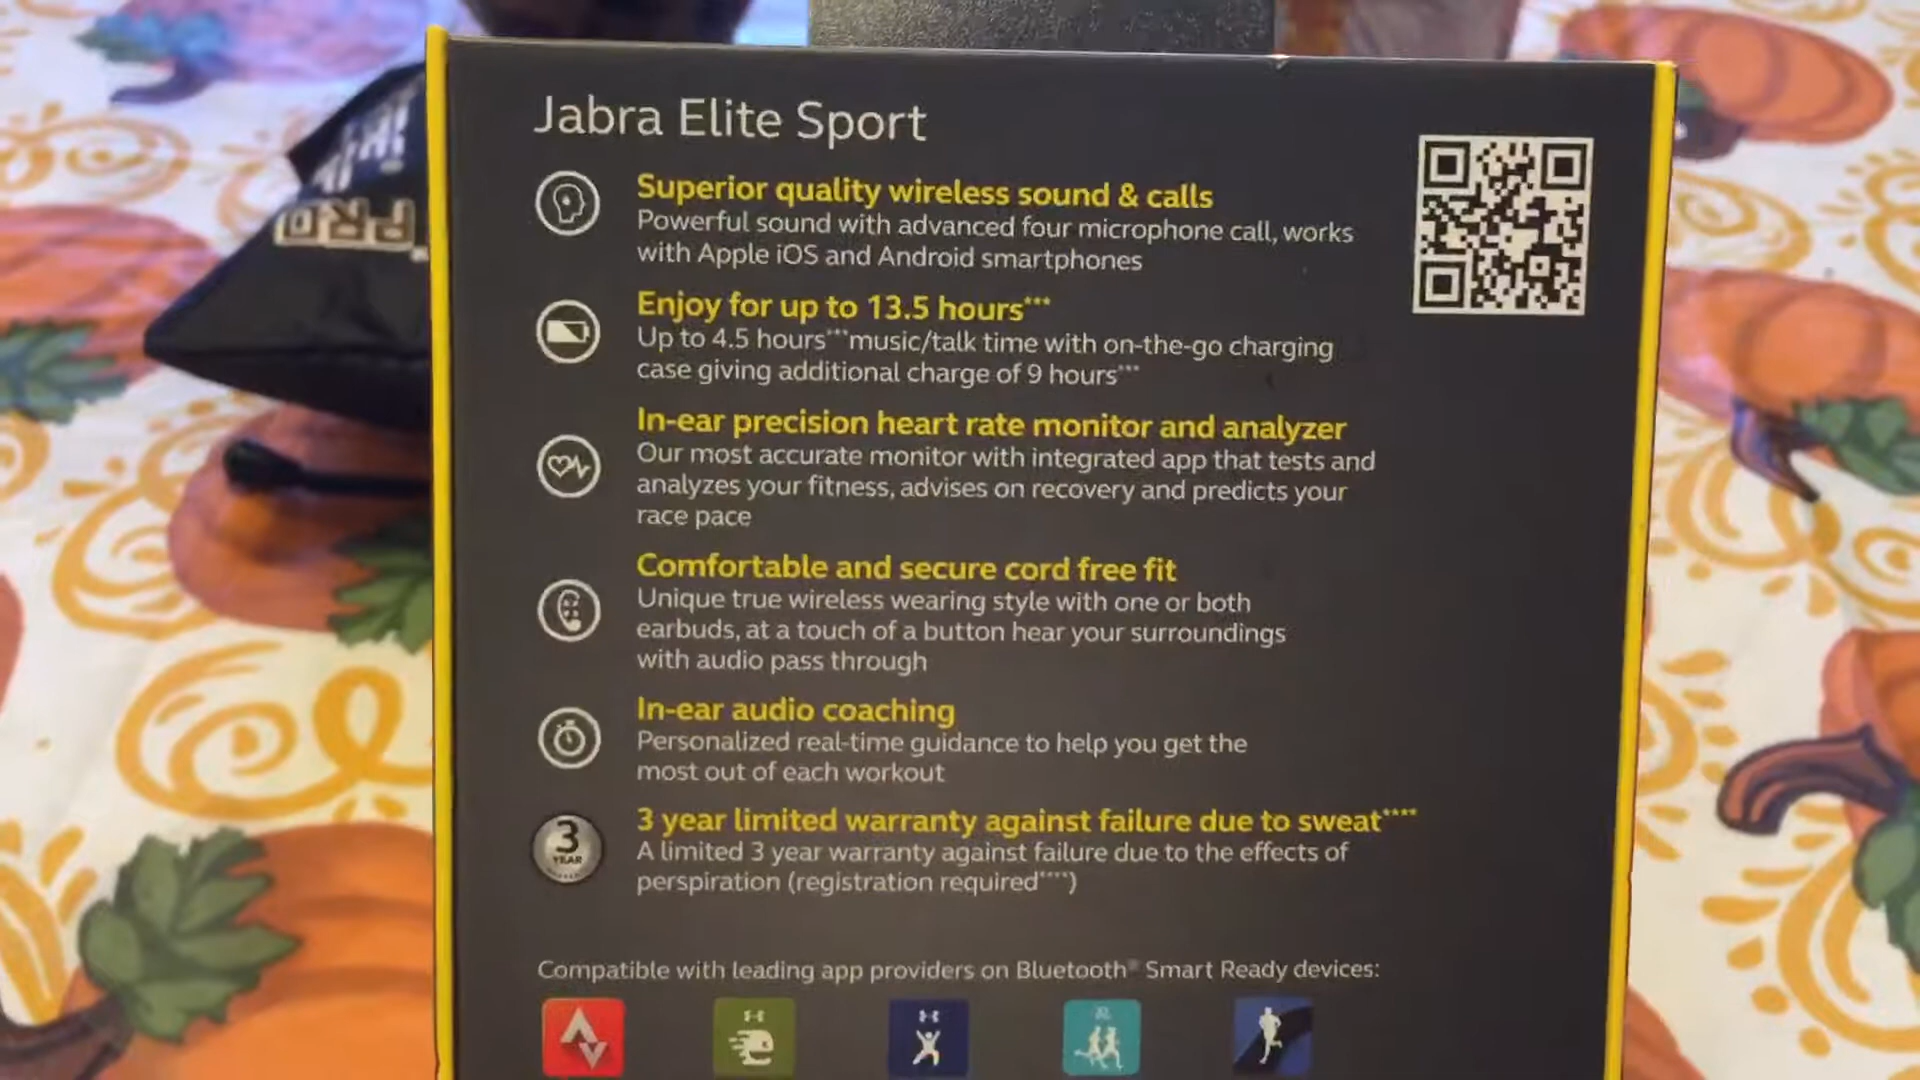 Jabra Elite Sport
Superior quality wireless sound & calls
Powerful sound with advanced four microphone call, works
with Apple iOS and Android smartphones
Enjoy for up to 13.5 hours***
Up to 4.5 hours***music/talk time with on-the-go charging
case giving additional charge of 9 hours***
In-ear precision heart rate monitor and analyzer
Our most accurate monitor with integrated app that tests and
analyzes your fitness, advises on recovery and predicts your
race pace
Comfortable and secure cord free fit
Unique true wireless wearing style with one or both
earbuds, at a touch of a button hear your surroundings
with audio pass through
In-ear audio coaching
Personalized real-time guidance to help you get the
most out of each workout
3 YEAR
3 year limited warranty against failure due to sweat****
A limited 3 year warranty against failure due to the effects of
perspiration (registration required****)
Compatible with leading app providers on Bluetooth® Smart Ready devices:
PRO